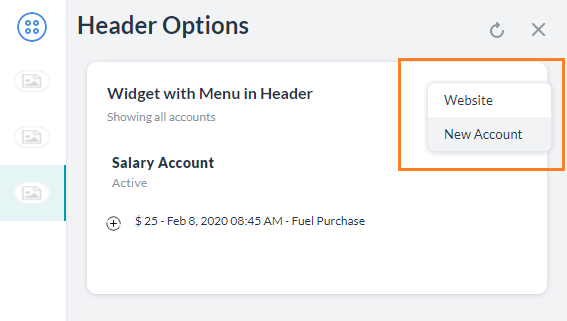 Header Options
Widget with Menu in Header
Showing all accounts
Website
New Account
Salary Account
Active
$ 25 - Feb 8, 2020 08:45 AM - Fuel Purchase